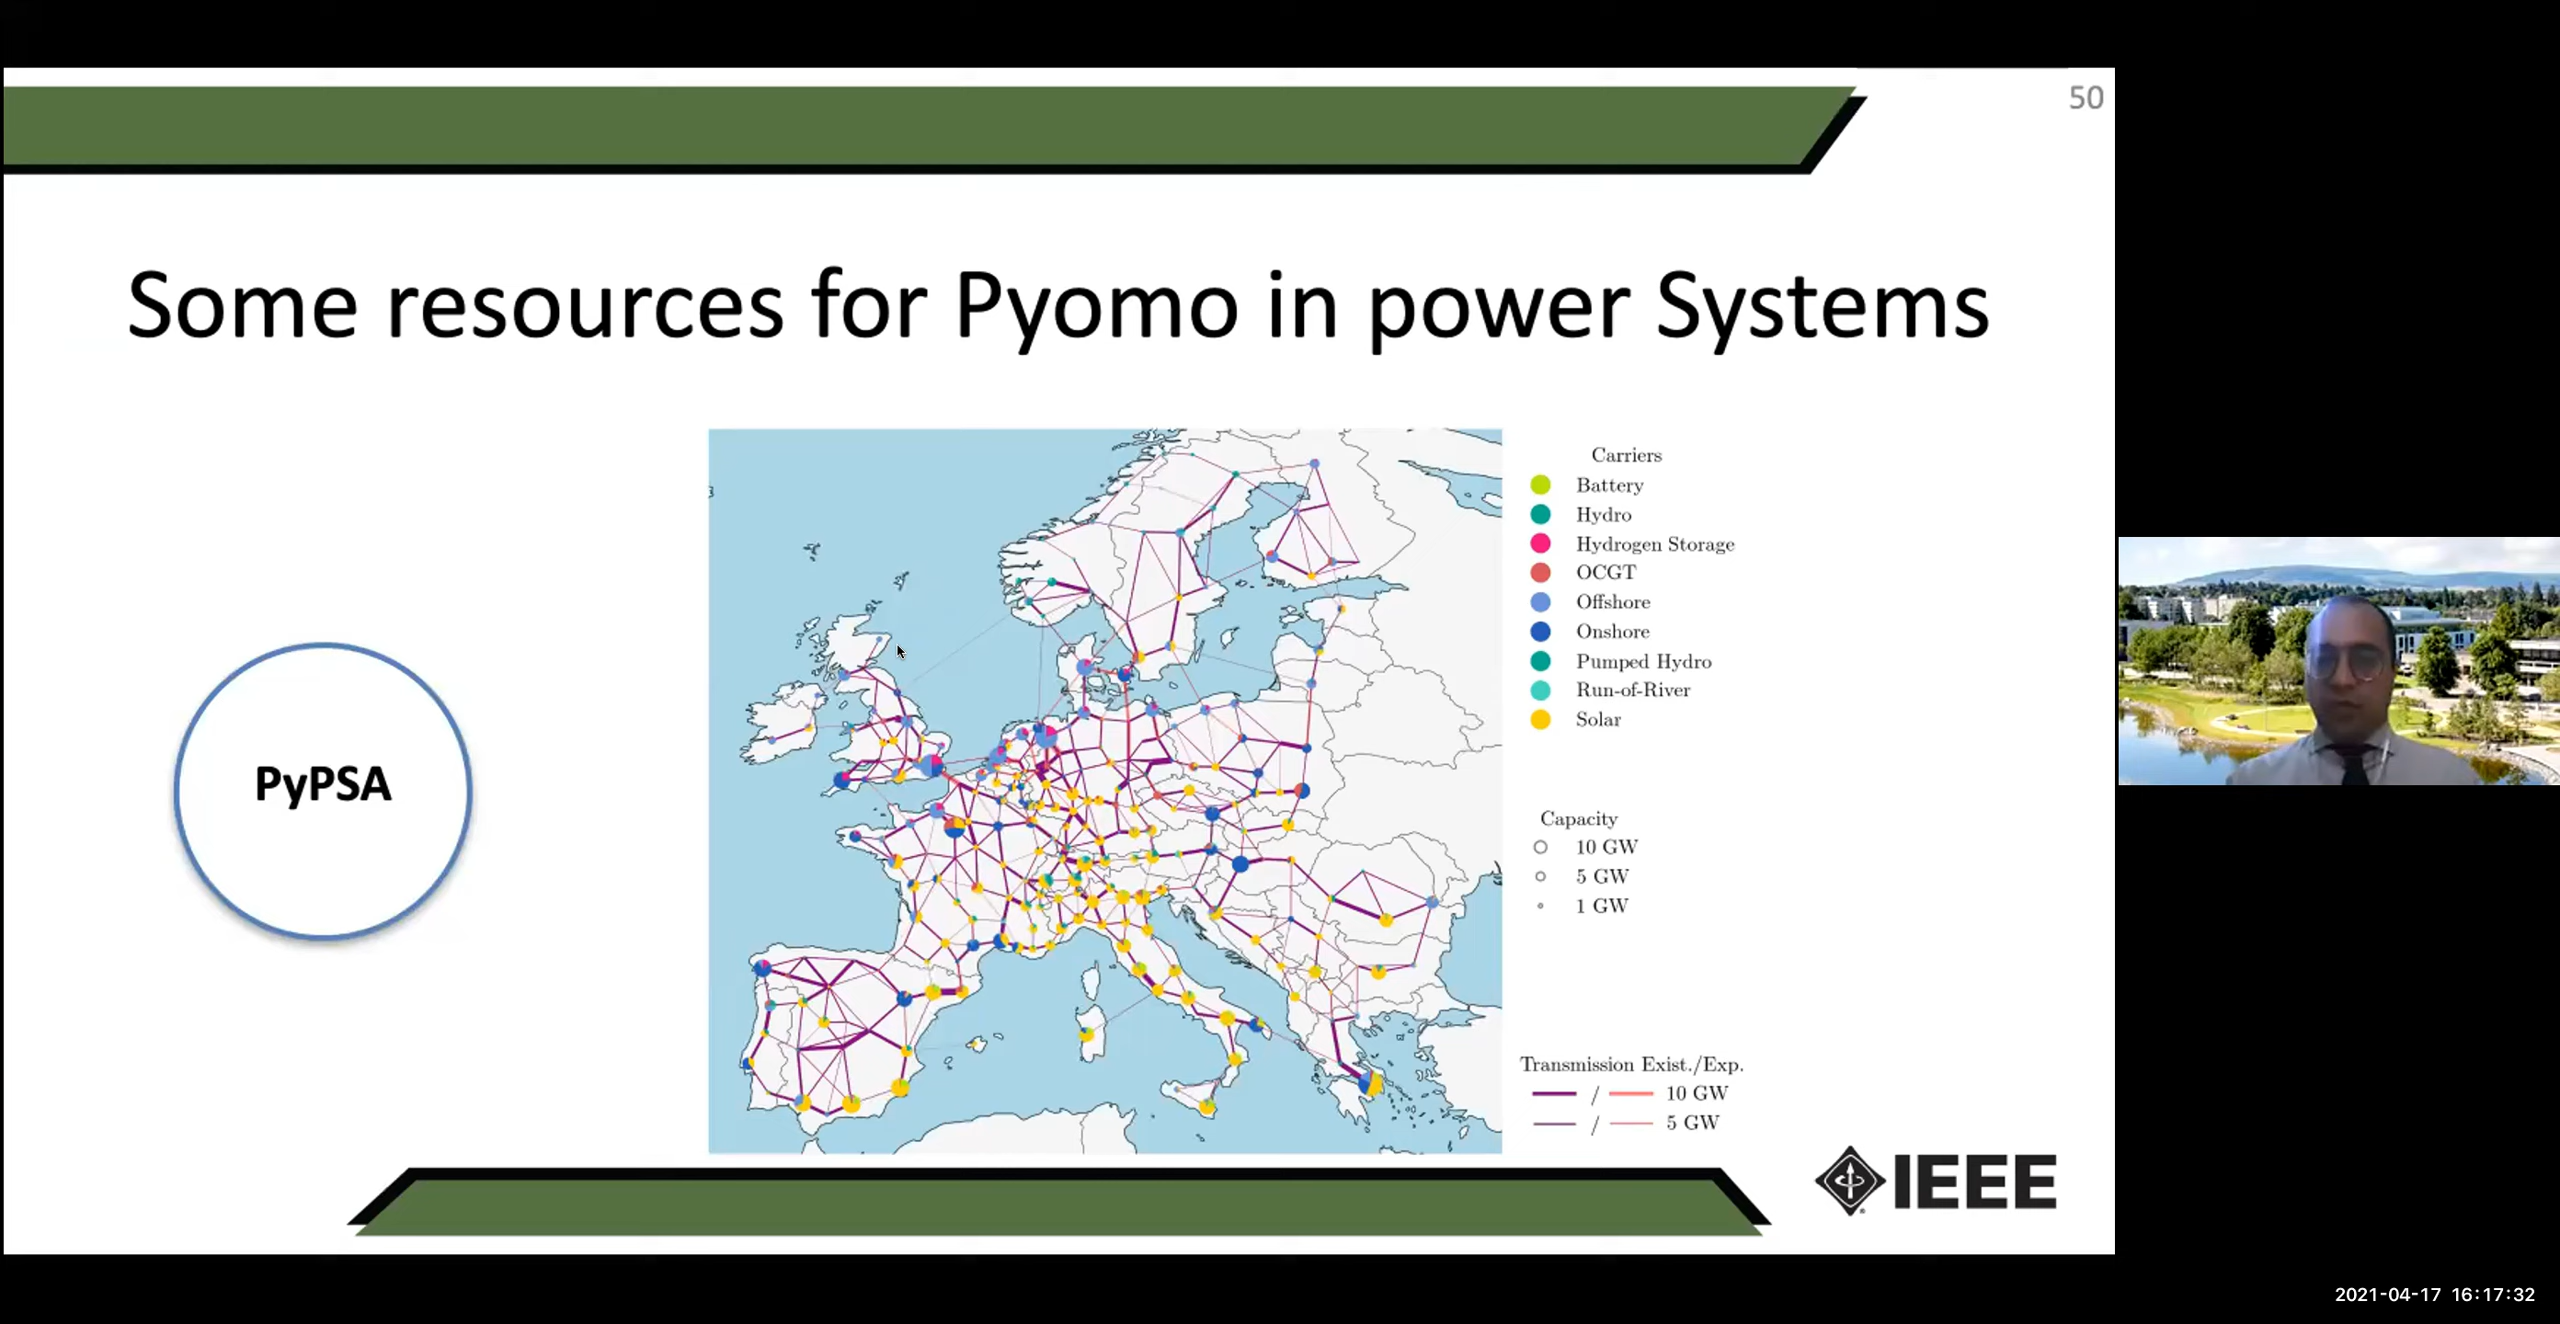 50
Some resources for Pyomo in power Systems
PyPSA
Carriers
Battery
Hydro
Hydrogen Storage
OCGT
Offshore
Onshore
Pumped Hydro
Run-of-River
Solar
Capacity
10 GW
5 GW
1 GW
Transmission Exist./Exp.
/ 10 GW
/ 5 GW
IEEE
2021-04-17 16:17:32